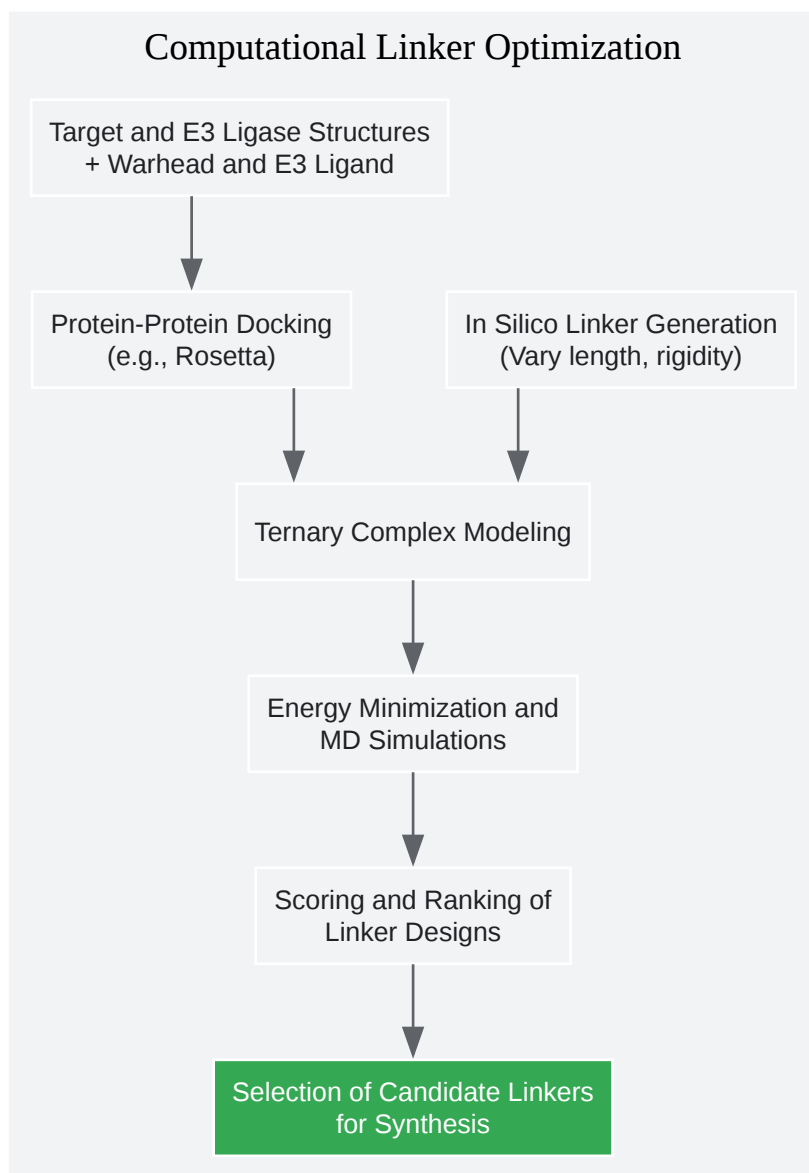 Computational Linker Optimization
Target and E3 Ligase Structures
+ Warhead and E3 Ligand
Protein-Protein Docking
(e.g., Rosetta)
In Silico Linker Generation
(Vary length, rigidity)
Ternary Complex Modeling
Energy Minimization and
MD Simulations
Scoring and Ranking of
Linker Designs
Selection of Candidate Linkers
for Synthesis